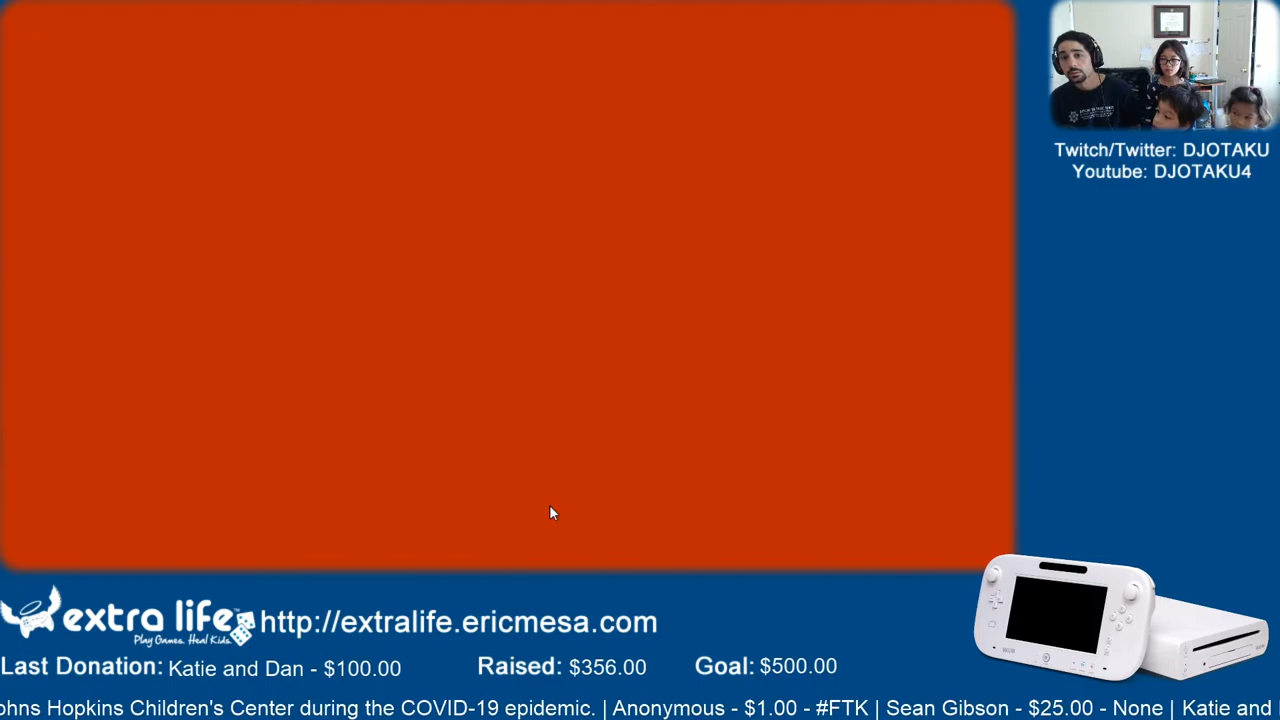 Twitch/Twitter: DJOTAKU
Youtube: DJOTAKU4
extra life™
Play Games. Heal Kids.
http://extralife.ericmesa.com
Last Donation: Katie and Dan - $100.00
Raised: $356.00
Goal: $500.00
ohns Hopkins Children's Center during the COVID-19 epidemic. | Anonymous - $1.00 - #FTK | Sean Gibson - $25.00 - None | Katie and